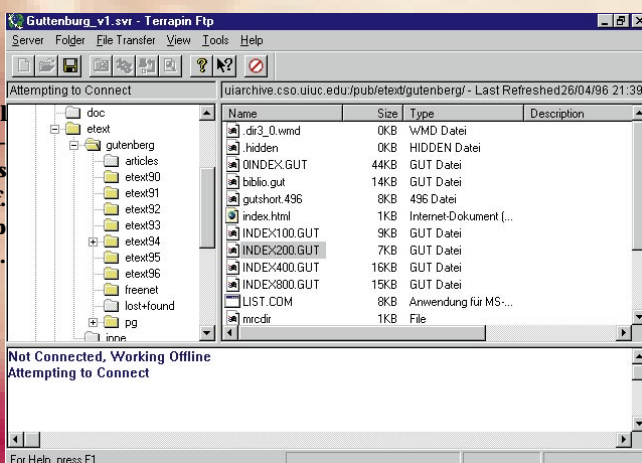 Guttenburg_v1.svr - Terrapin Ftp
Server Folder File Transfer View Tools Help
Attempting to Connect
uiarchive.cso.uiuc.edu:/pub/etext/gutenberg/ - Last Refreshed26/04/96 21:39
doc
etext
gutenberg
articles
etext90
etext91
etext92
etext93
etext94
etext95
etext96
freenet
lost+found
pg
Name Size Type Description
.dir3_0.wmd 0KB WMD Datei
.hidden 0KB HIDDEN Datei
0INDEX.GUT 44KB GUT Datei
biblio.gut 14KB GUT Datei
gutshort.496 8KB 496 Datei
index.html 1KB Internet-Dokument (...
INDEX100.GUT 9KB GUT Datei
INDEX200.GUT 7KB GUT Datei
INDEX400.GUT 16KB GUT Datei
INDEX800.GUT 15KB GUT Datei
LIST.COM 8KB Anwendung für MS-...
mrcdir 1KB File
Not Connected, Working Offline
Attempting to Connect
For Help, press F1